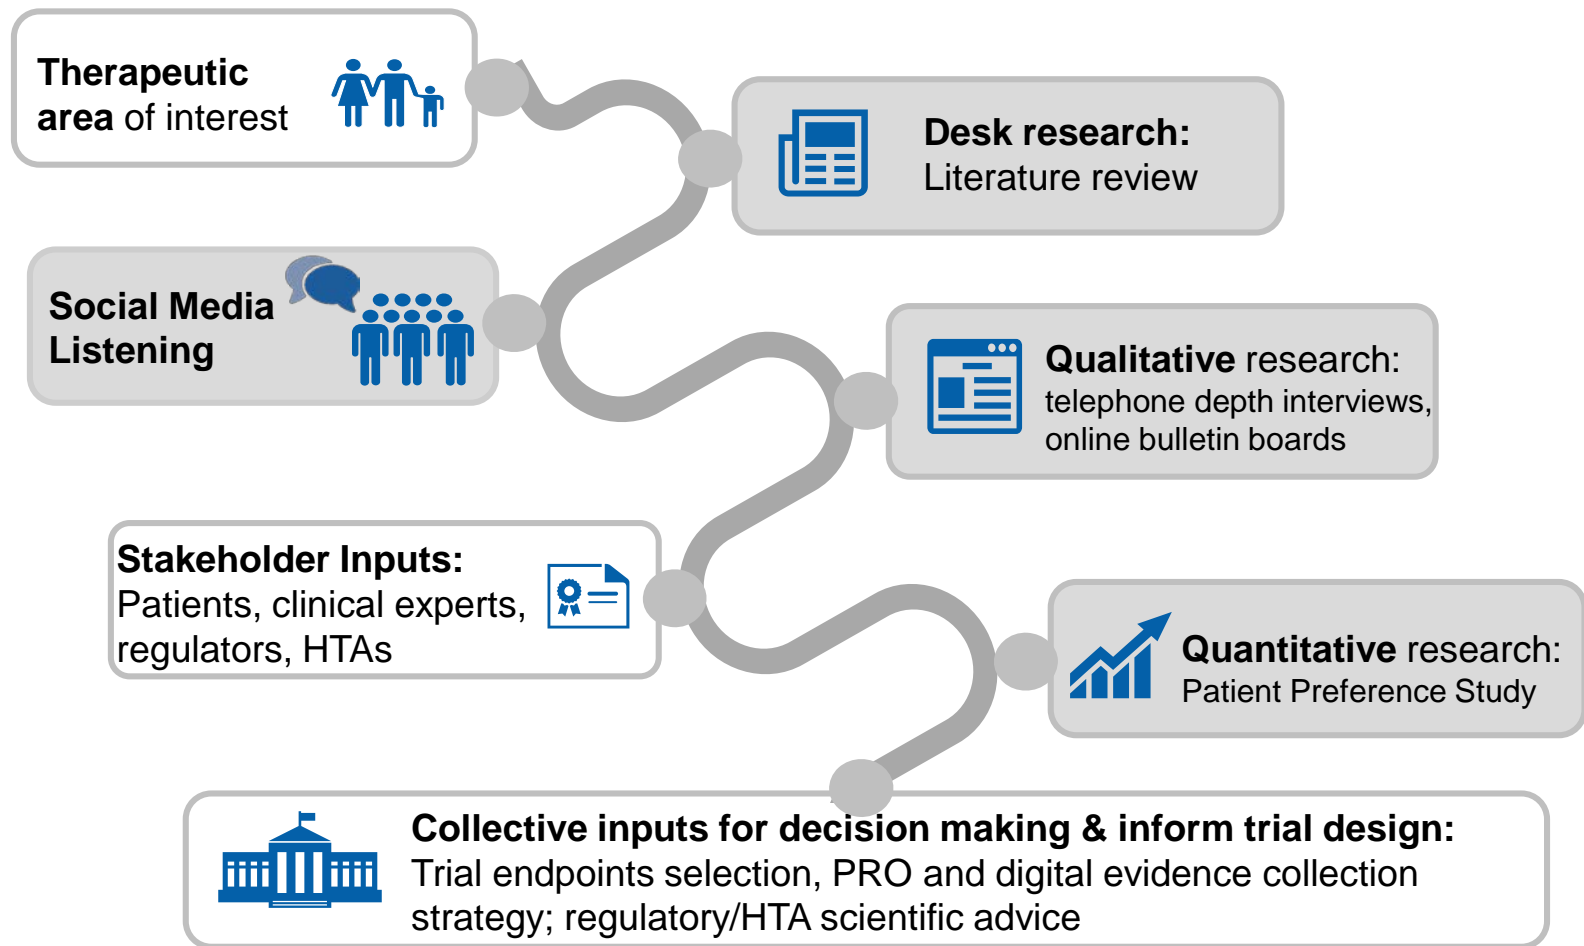 Therapeutic
area of interest
Desk research:
Literature review
Social Media
Listening
Qualitative research:
telephone depth interviews,
online bulletin boards
Stakeholder Inputs:
Patients, clinical experts,
regulators, HTAs
Quantitative research:
Patient Preference Study
Collective inputs for decision making & inform trial design:
Trial endpoints selection, PRO and digital evidence collection
strategy; regulatory/HTA scientific advice